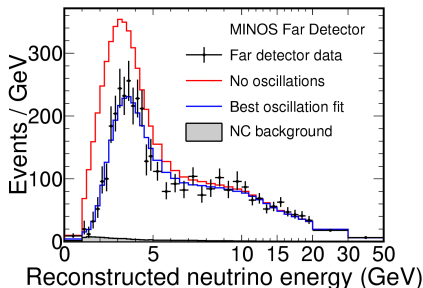 MINOS Far Detector
Far detector data
No oscillations
Best oscillation fit
NC background
Events / GeV
300
200
100
0
0 5 10 15 20 30 50
Reconstructed neutrino energy (GeV)